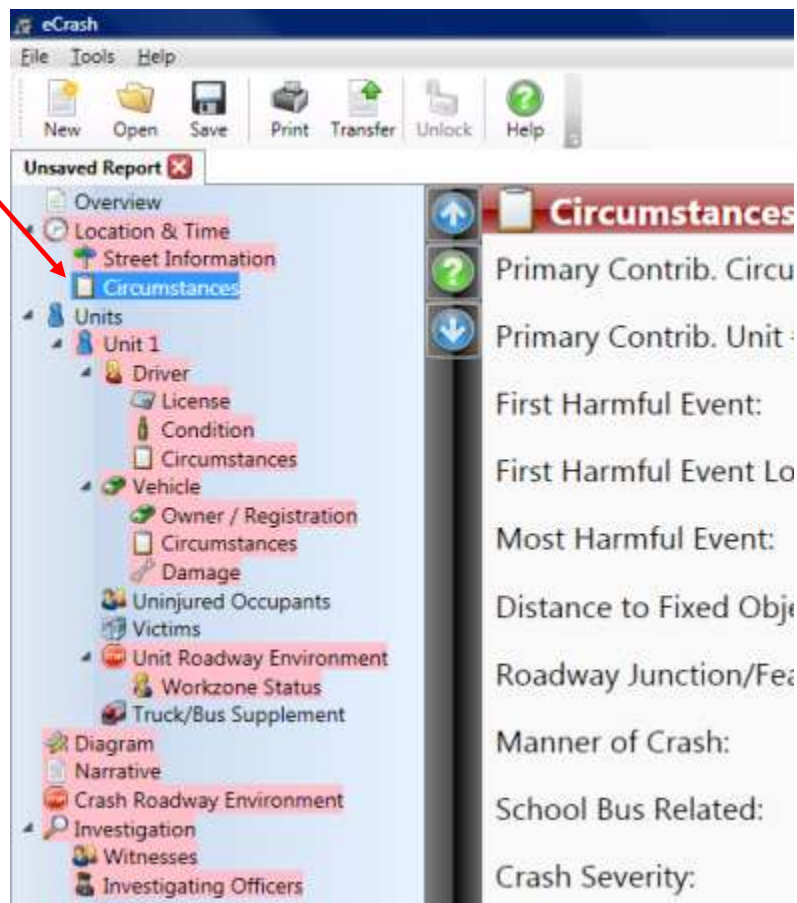 eCrash
File Tools Help
New Open Save Print Transfer Unlock Help
Unsaved Report
Overview
Location & Time
Street Information
Circumstances
Units
Unit 1
Driver
License
Condition
Circumstances
Vehicle
Owner / Registration
Circumstances
Damage
Uninjured Occupants
Victims
Unit Roadway Environment
Workzone Status
Truck/Bus Supplement
Diagram
Narrative
Crash Roadway Environment
Investigation
Witnesses
Investigating Officers
Circumstances
Primary Contrib. Circu
Primary Contrib. Unit
First Harmful Event:
First Harmful Event Lo
Most Harmful Event:
Distance to Fixed Obje
Roadway Junction/Fea
Manner of Crash:
School Bus Related:
Crash Severity: